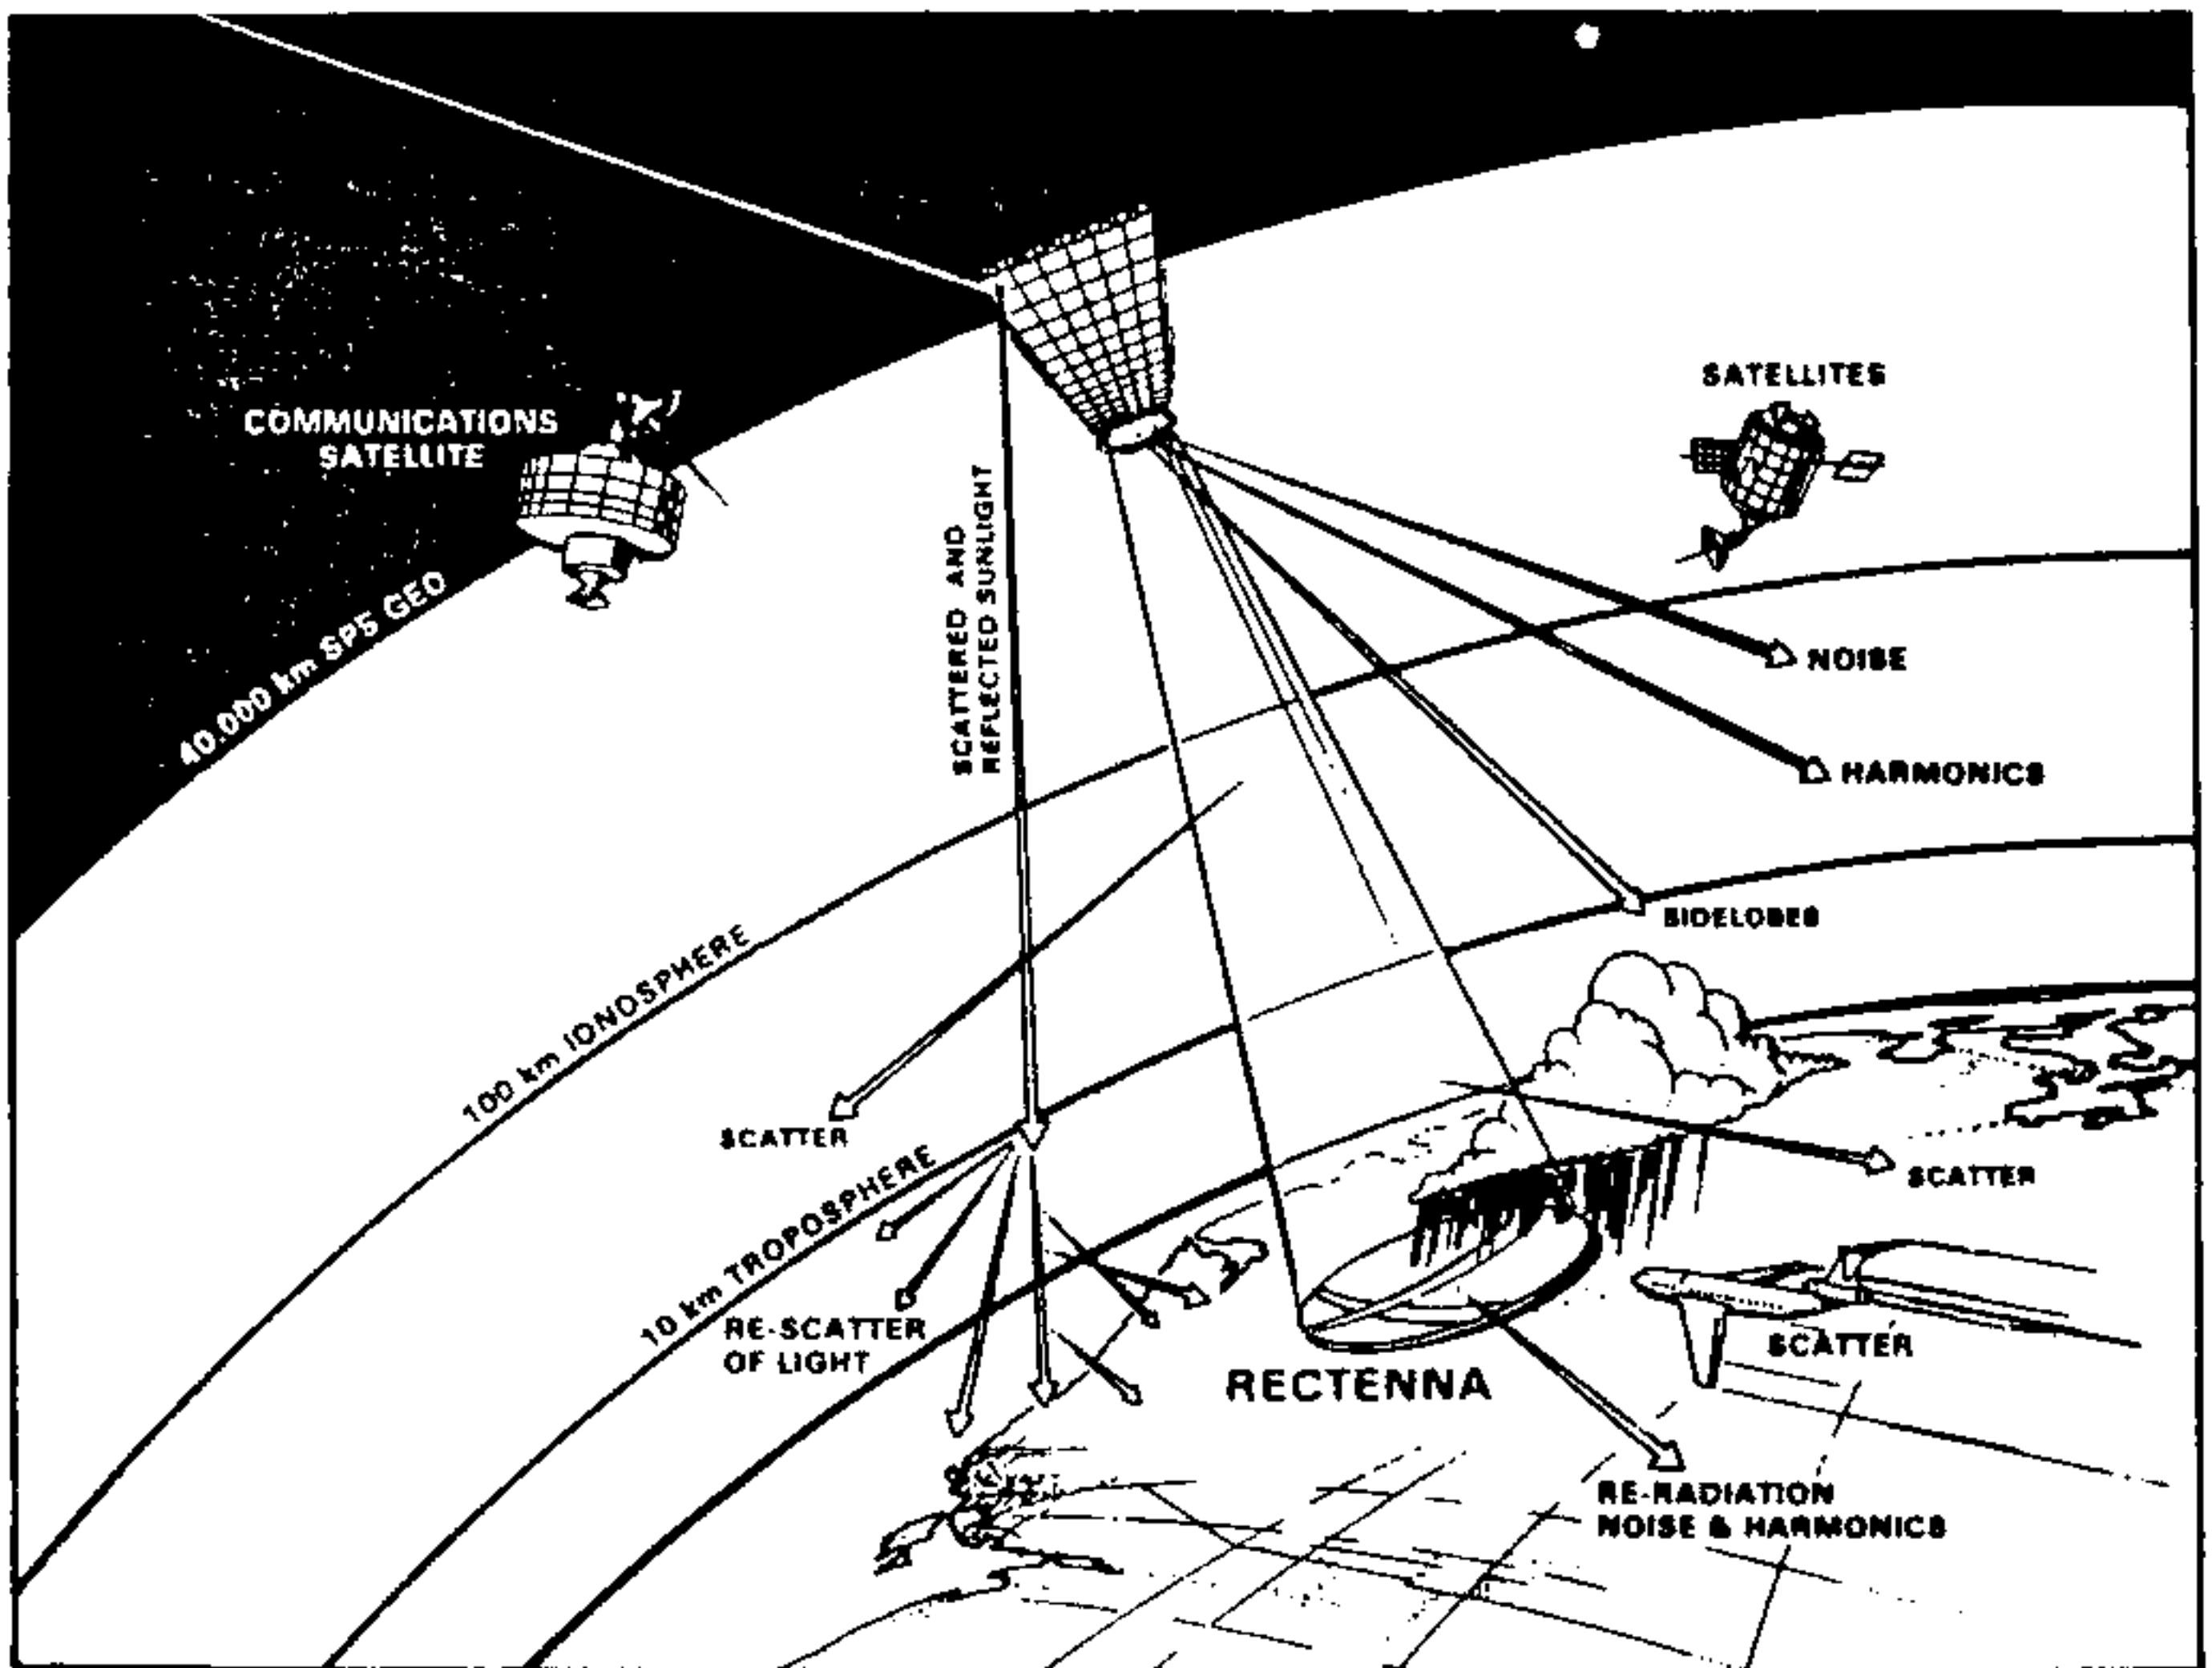 COMMUNICATIONS
SATELLITE
SATELLITES
40.000 km SPS GEO
SCATTERED AND
REFLECTED SUNLIGHT
NOISE
HARMONICS
SIDELOBES
100 km IONOSPHERE
SCATTER
SCATTER
10 km TROPOSPHERE
RE-SCATTER
OF LIGHT
SCATTER
RECTENNA
RE-RADIATION
NOISE & HARMONICS